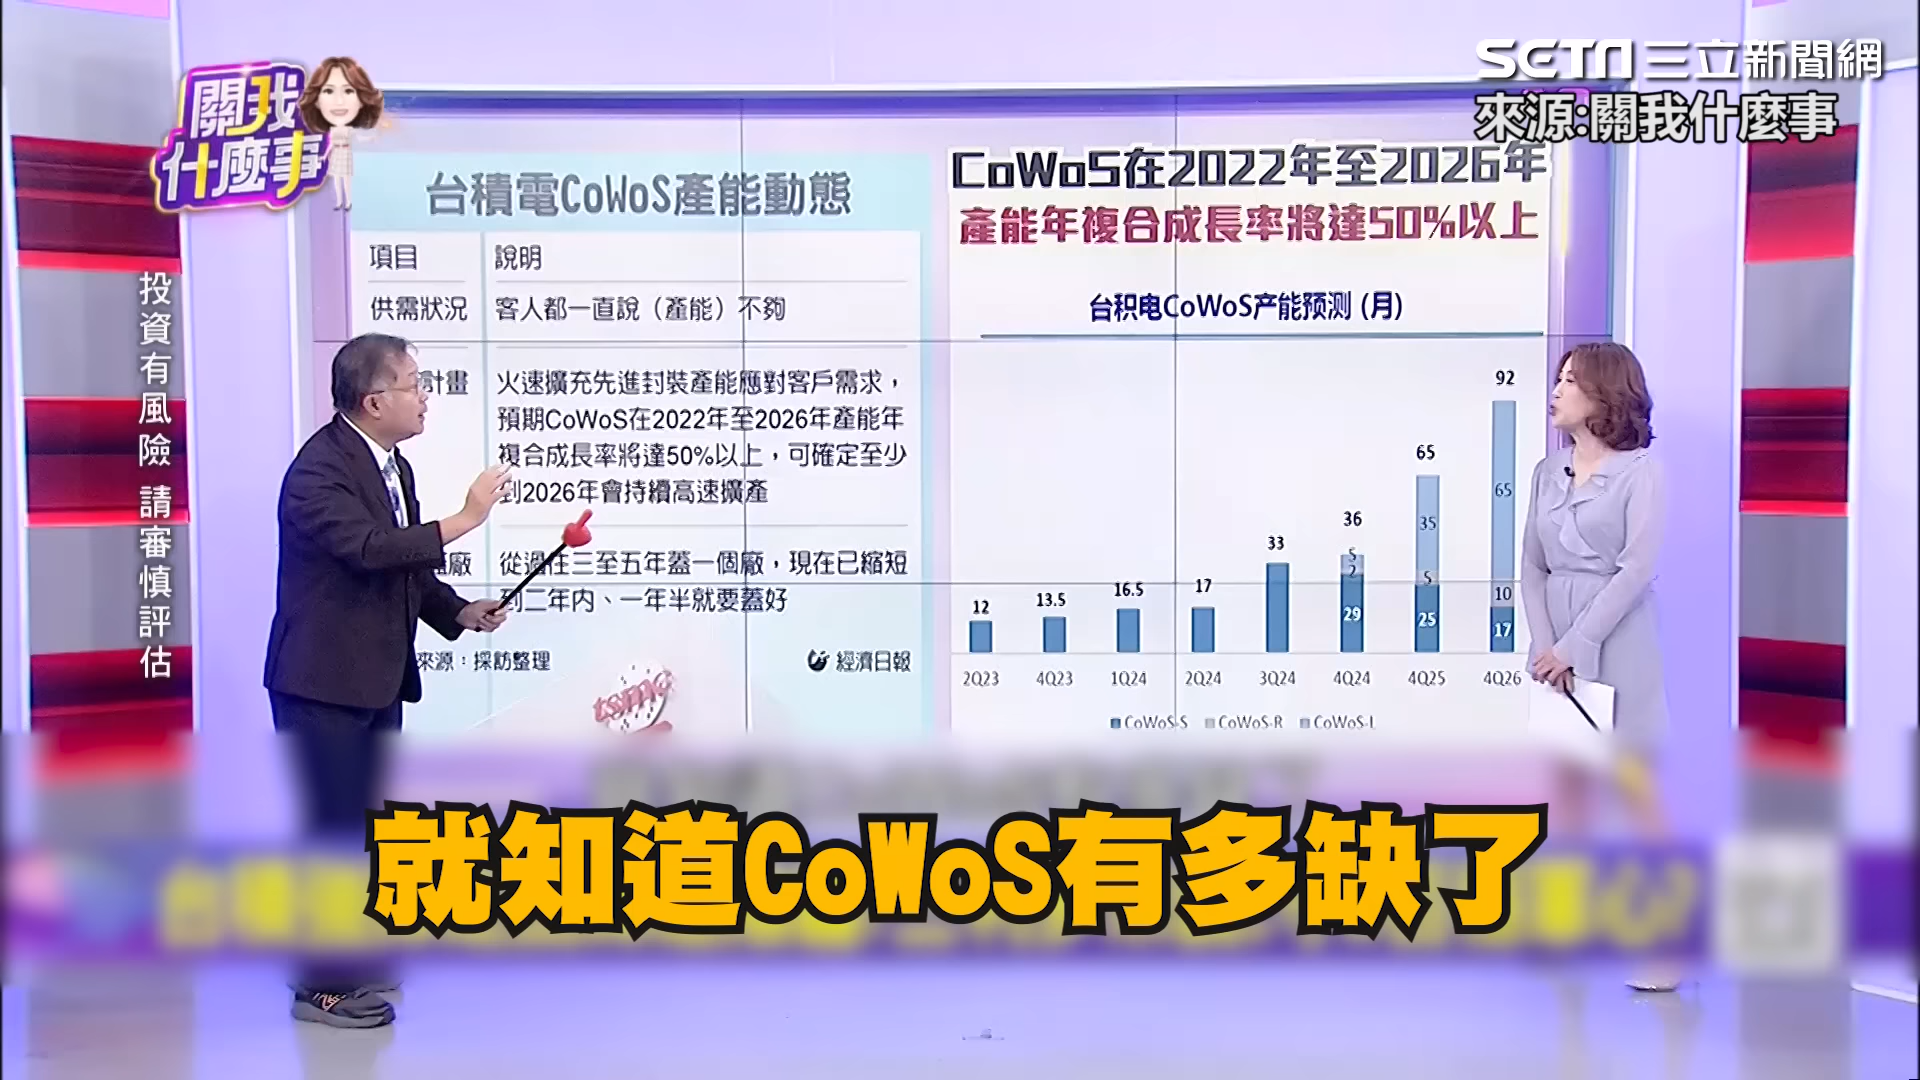 SETN 三立新聞網
來源:關我什麼事
關我
什麼事
投資有風險 請審慎評估
台積電CoWoS產能動態
項目 說明
供需狀況 客人都一直說（產能）不夠
計畫 火速擴充先進封裝產能應對客戶需求，
預期CoWoS在2022年至2026年產能年
複合成長率將達50%以上，可確定至少
到2026年會持續高速擴產
蓋廠 從過往三至五年蓋一個廠，現在已縮短
到二年內、一年半就要蓋好
來源：採訪整理 經濟日報
tsmc
CoWoS在2022年至2026年
產能年複合成長率將達50%以上
台积电CoWoS产能预测 (月)
12 13.5 16.5 17 33 36 65 92
5 35 65
2 5 10
29 25 17
2Q23 4Q23 1Q24 2Q24 3Q24 4Q24 4Q25 4Q26
CoWoS-S CoWoS-R CoWoS-L
就知道CoWoS有多缺了